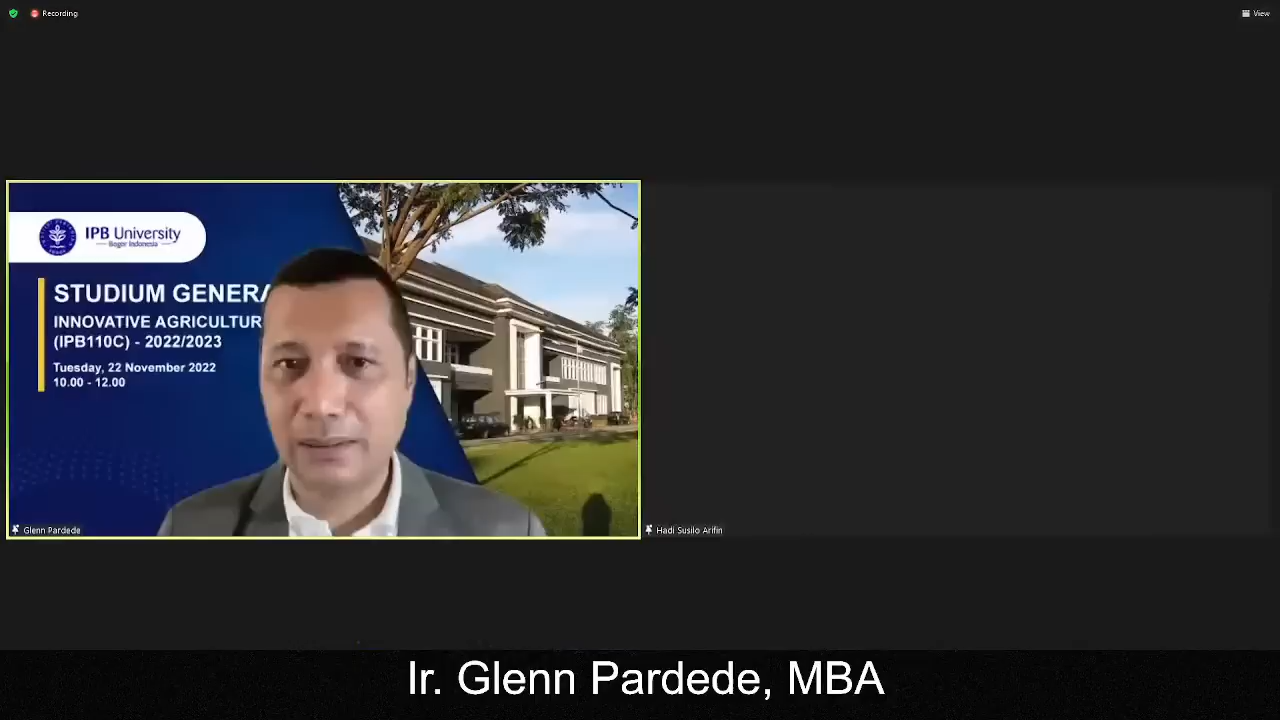 Recording
View
IPB University
Bogor Indonesia
STUDIUM GENERA
INNOVATIVE AGRICULTUR
(IPB110C) - 2022/2023
Tuesday, 22 November 2022
10.00 - 12.00
Glenn Pardede
Hadi Susilo Arifin
Ir. Glenn Pardede, MBA